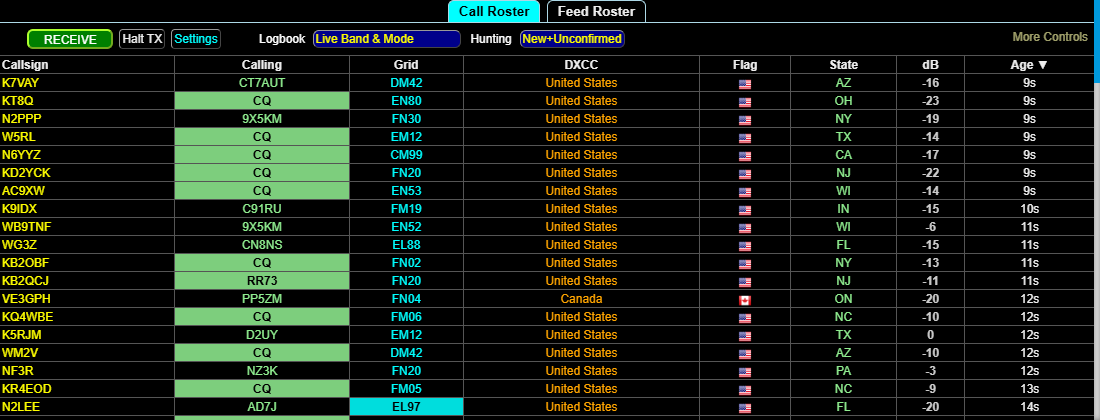 Call Roster Feed Roster
RECEIVE Halt TX Settings Logbook Live Band & Mode Hunting New+Unconfirmed More Controls
Callsign Calling Grid DXCC Flag State dB Age ▼
K7VAY CT7AUT DM42 United States AZ -16 9s
KT8Q CQ EN80 United States OH -23 9s
N2PPP 9X5KM FN30 United States NY -19 9s
W5RL CQ EM12 United States TX -14 9s
N6YYZ CQ CM99 United States CA -17 9s
KD2YCK CQ FN20 United States NJ -22 9s
AC9XW CQ EN53 United States WI -14 9s
K9IDX C91RU FM19 United States IN -15 10s
WB9TNF 9X5KM EN52 United States WI -6 11s
WG3Z CN8NS EL88 United States FL -15 11s
KB2OBF CQ FN02 United States NY -13 11s
KB2QCJ RR73 FN20 United States NJ -11 11s
VE3GPH PP5ZM FN04 Canada ON -20 12s
KQ4WBE CQ FM06 United States NC -10 12s
K5RJM D2UY EM12 United States TX 0 12s
WM2V CQ DM42 United States AZ -10 12s
NF3R NZ3K FN20 United States PA -3 12s
KR4EOD CQ FM05 United States NC -9 13s
N2LEE AD7J EL97 United States FL -20 14s